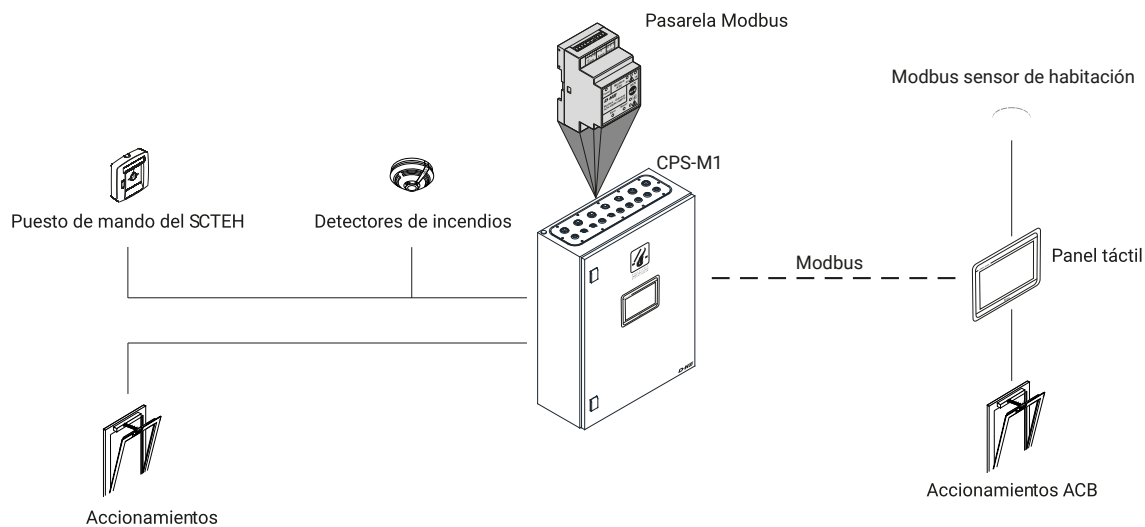 Pasarela Modbus
Modbus sensor de habitación
CPS-M1
Puesto de mando del SCTEH
Detectores de incendios
Modbus
Panel táctil
Accionamientos ACB
Accionamientos